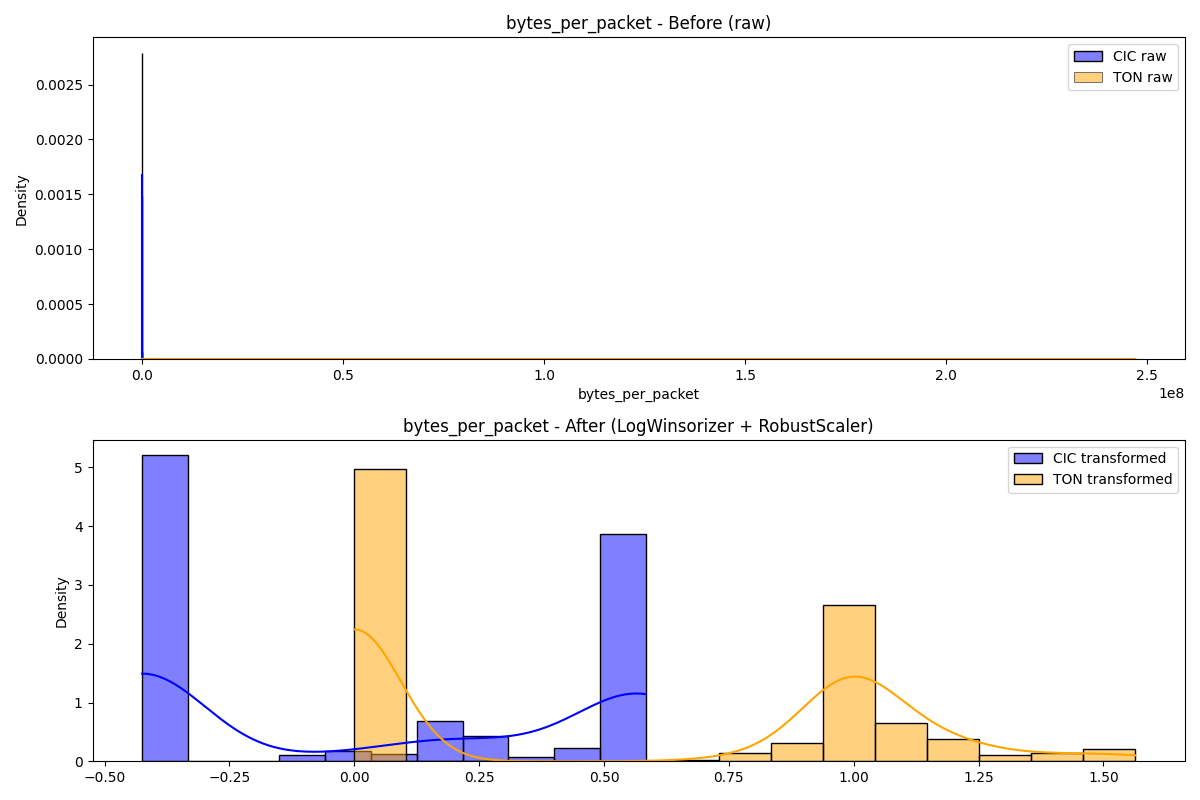 bytes_per_packet - Before (raw)
CIC raw
TON raw
0.0025
0.0020
0.0015
0.0010
0.0005
0.0000
Density
0.0 0.5 1.0 1.5 2.0 2.5
1e8
bytes_per_packet
bytes_per_packet - After (LogWinsorizer + RobustScaler)
CIC transformed
TON transformed
5
4
3
2
1
0
Density
−0.50 −0.25 0.00 0.25 0.50 0.75 1.00 1.25 1.50